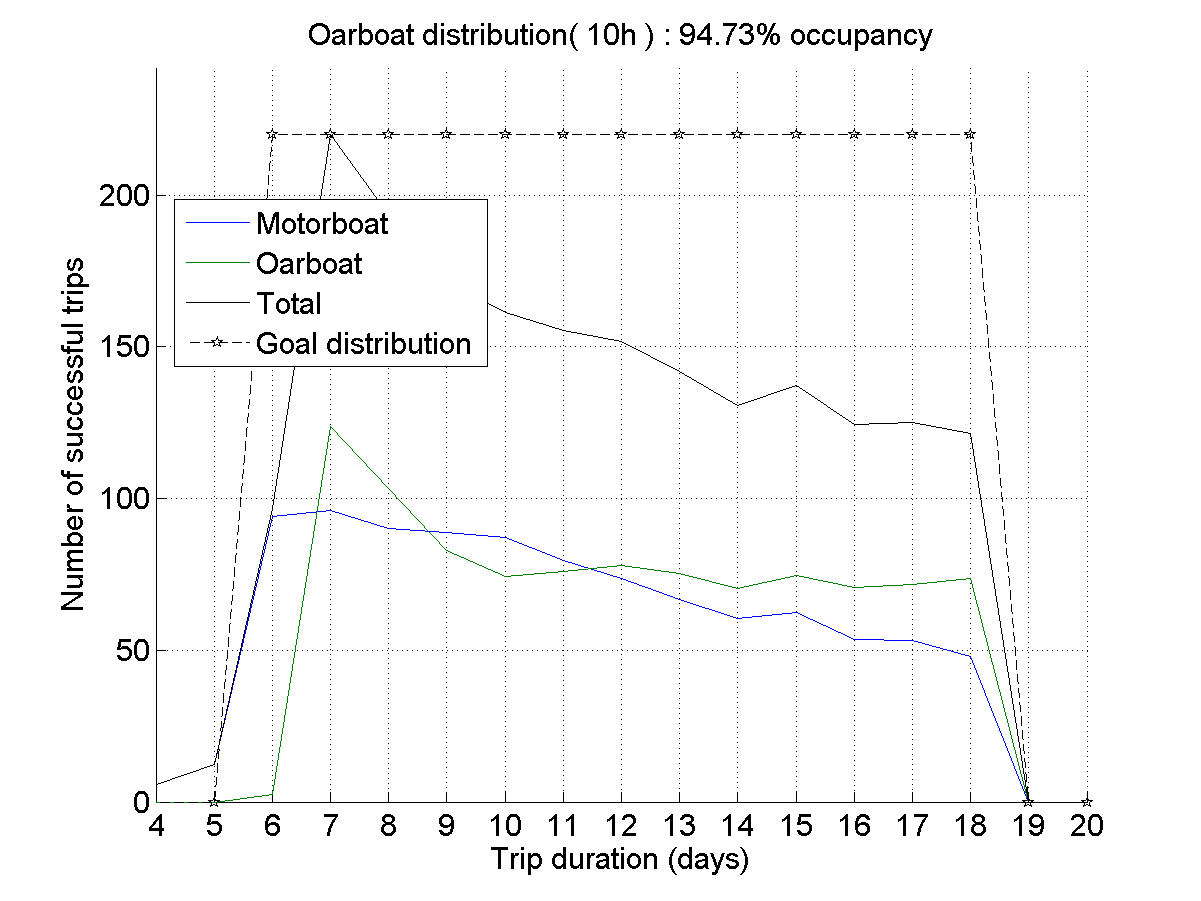 Oarboat distribution( 10h ) : 94.73% occupancy
Number of successful trips
200
150
100
50
0
Motorboat
Oarboat
Total
Goal distribution
4 5 6 7 8 9 10 11 12 13 14 15 16 17 18 19 20
Trip duration (days)